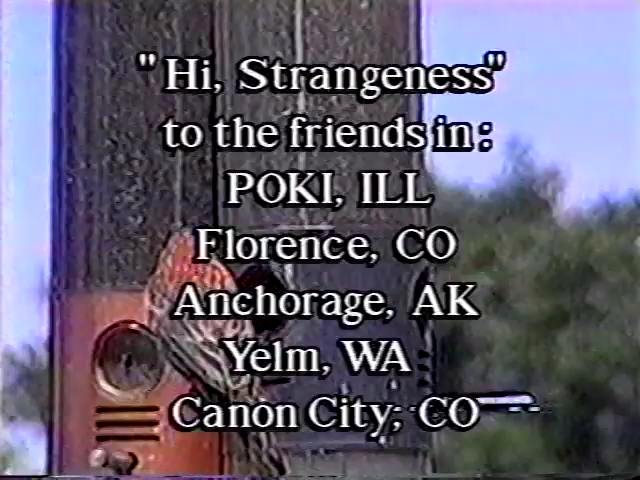 "Hi, Strangeness"
to the friends in:
POKI, ILL
Florence, CO
Anchorage, AK
Yelm, WA
Canon City, CO